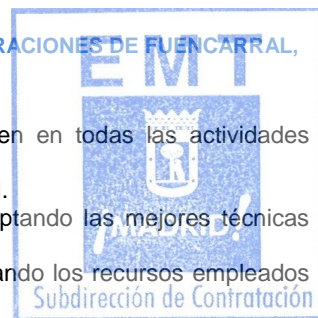 RACIONES DE FUENCARRAL,
EMT
en en todas las actividades
.
ptando las mejores técnicas
¡MADRID!
ando los recursos empleados
Subdirección de Contratación